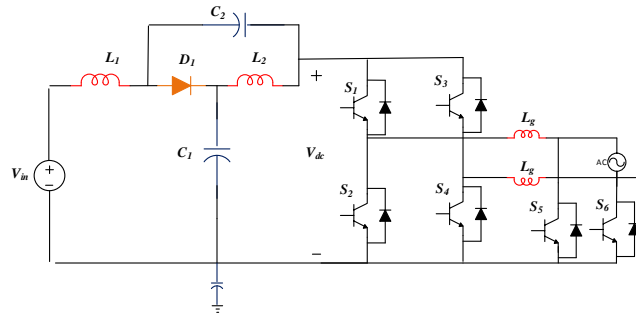 C2
L1
D1
L2
+
S1
S3
Lg
C1
Vdc
Lg
AC
Vin
+
−
S2
S4
S5
S6
−